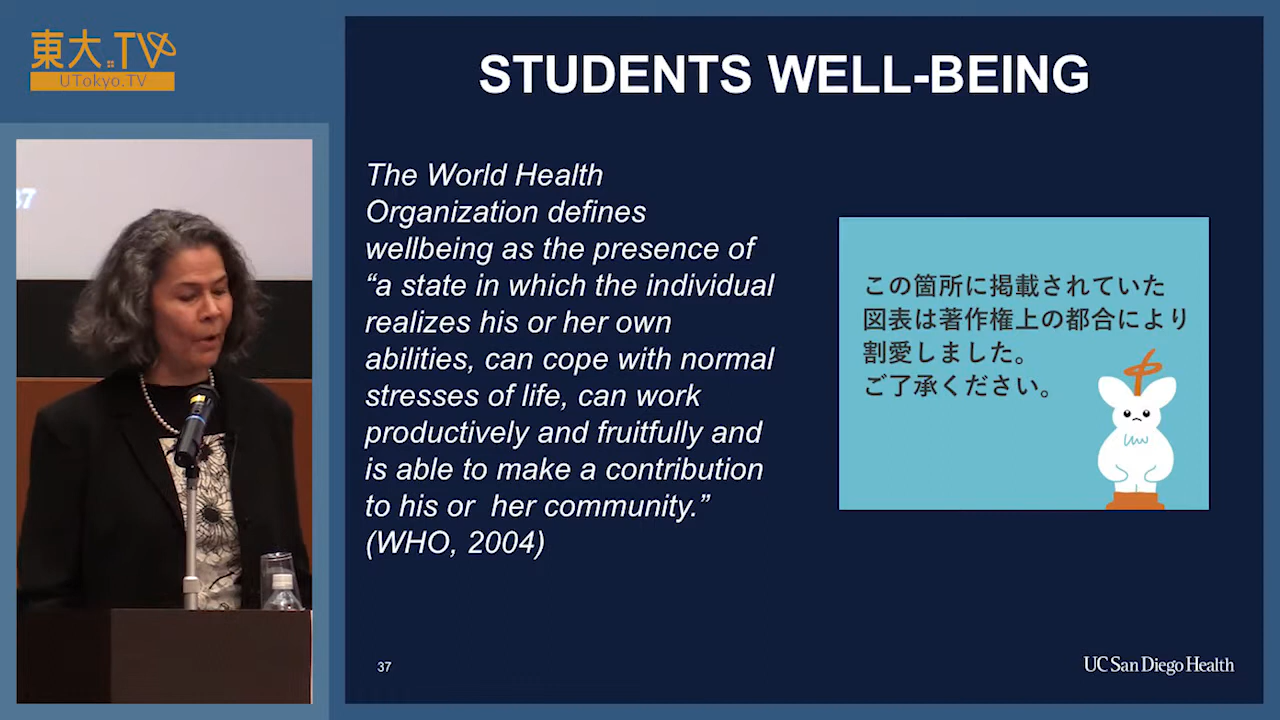 東大.TV
UTokyo.TV
STUDENTS WELL-BEING
The World Health
Organization defines
wellbeing as the presence of
“a state in which the individual
realizes his or her own
abilities, can cope with normal
stresses of life, can work
productively and fruitfully and
is able to make a contribution
to his or her community.”
(WHO, 2004)
この箇所に掲載されていた
図表は著作権上の都合により
割愛しました。
ご了承ください。
37
UC San Diego Health
37